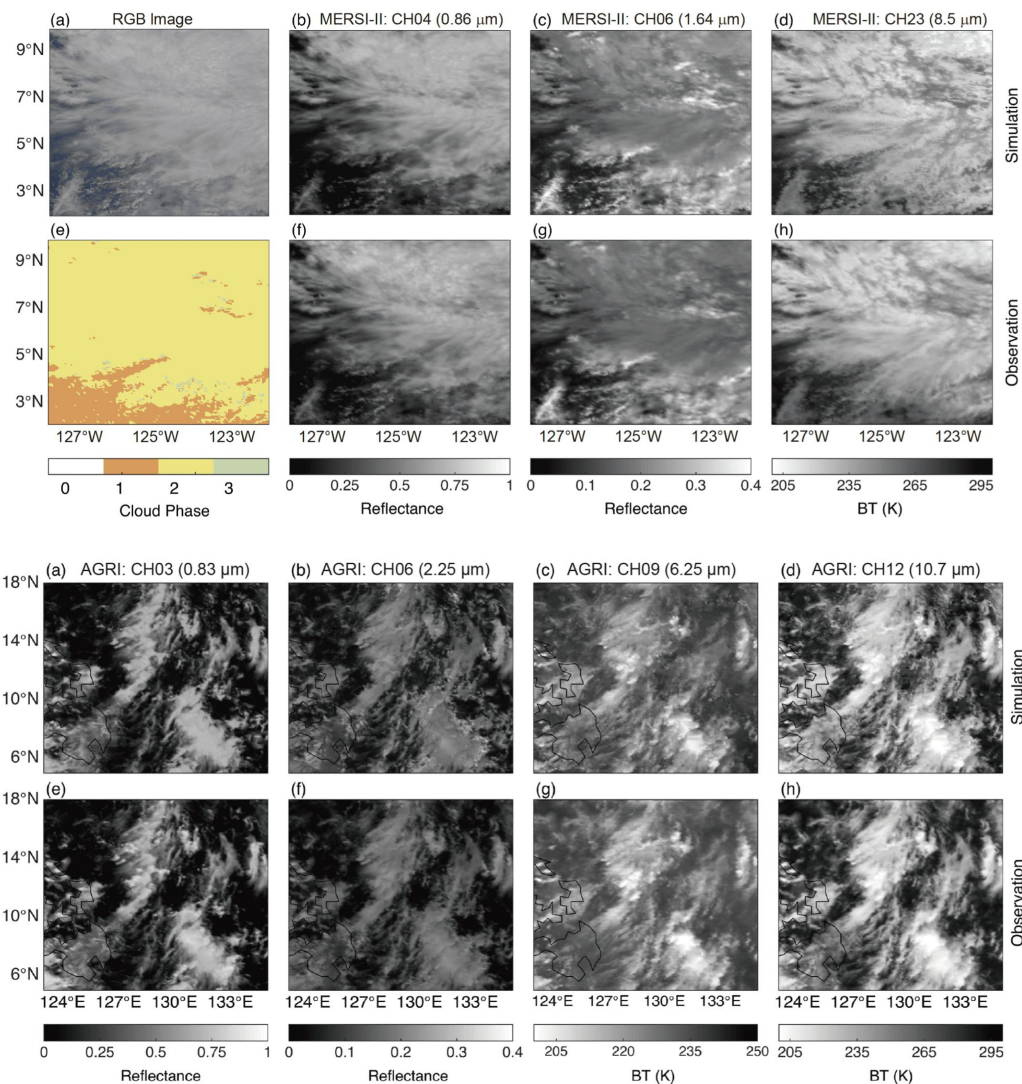 (a) RGB Image
(b) MERSI-II: CH04 (0.86 μm)
(c) MERSI-II: CH06 (1.64 μm)
(d) MERSI-II: CH23 (8.5 μm)
9°N
7°N
5°N
3°N
Simulation
(e)
(f)
(g)
(h)
9°N
7°N
5°N
3°N
Observation
127°W 125°W 123°W
127°W 125°W 123°W
127°W 125°W 123°W
127°W 125°W 123°W
0 1 2 3
Cloud Phase
0 0.25 0.5 0.75 1
Reflectance
0 0.1 0.2 0.3 0.4
Reflectance
205 235 265 295
BT (K)
(a) AGRI: CH03 (0.83 μm)
(b) AGRI: CH06 (2.25 μm)
(c) AGRI: CH09 (6.25 μm)
(d) AGRI: CH12 (10.7 μm)
18°N
14°N
10°N
6°N
Simulation
(e)
(f)
(g)
(h)
18°N
14°N
10°N
6°N
Observation
124°E 127°E 130°E 133°E
124°E 127°E 130°E 133°E
124°E 127°E 130°E 133°E
124°E 127°E 130°E 133°E
0 0.25 0.5 0.75 1
Reflectance
0 0.1 0.2 0.3 0.4
Reflectance
205 220 235 250
BT (K)
205 235 265 295
BT (K)